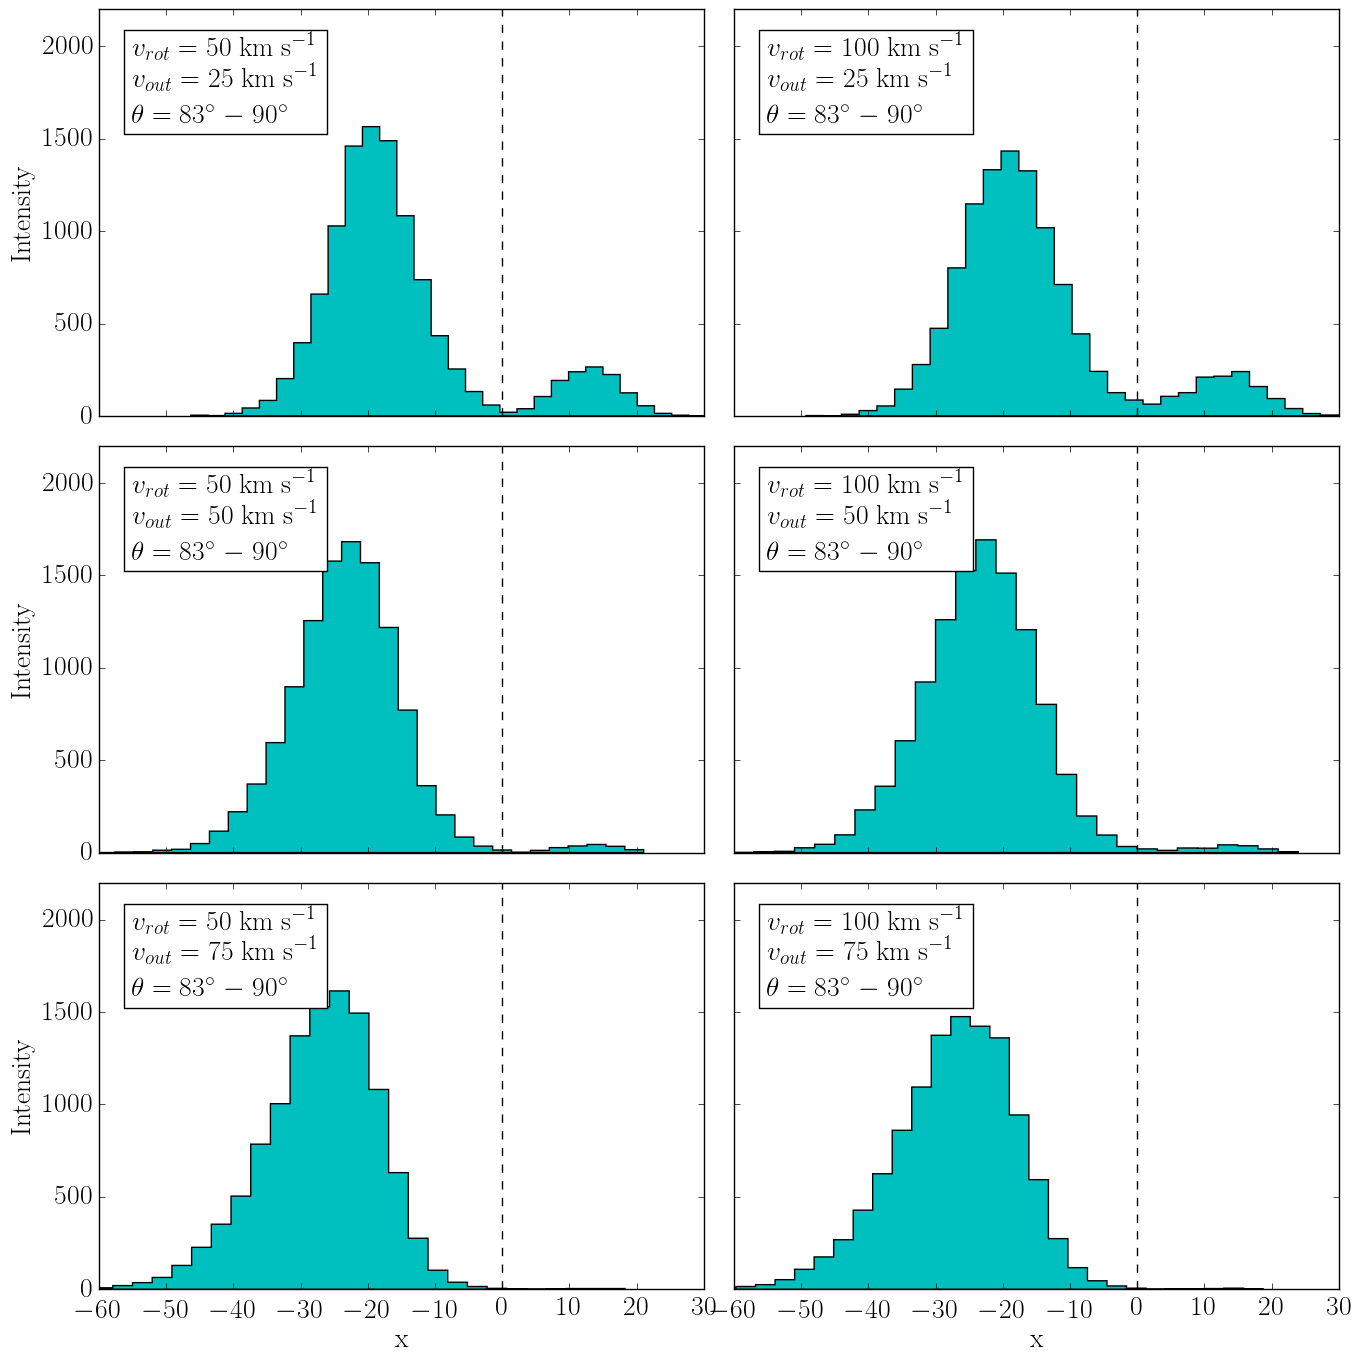 2000
1500
1000
500
0
Intensity
v_rot = 50 km s⁻¹
v_out = 25 km s⁻¹
θ = 83° − 90°
v_rot = 100 km s⁻¹
v_out = 25 km s⁻¹
θ = 83° − 90°
2000
1500
1000
500
0
Intensity
v_rot = 50 km s⁻¹
v_out = 50 km s⁻¹
θ = 83° − 90°
v_rot = 100 km s⁻¹
v_out = 50 km s⁻¹
θ = 83° − 90°
2000
1500
1000
500
0
Intensity
v_rot = 50 km s⁻¹
v_out = 75 km s⁻¹
θ = 83° − 90°
v_rot = 100 km s⁻¹
v_out = 75 km s⁻¹
θ = 83° − 90°
−60 −50 −40 −30 −20 −10 0 10 20 30
x
−60 −50 −40 −30 −20 −10 0 10 20 30
x